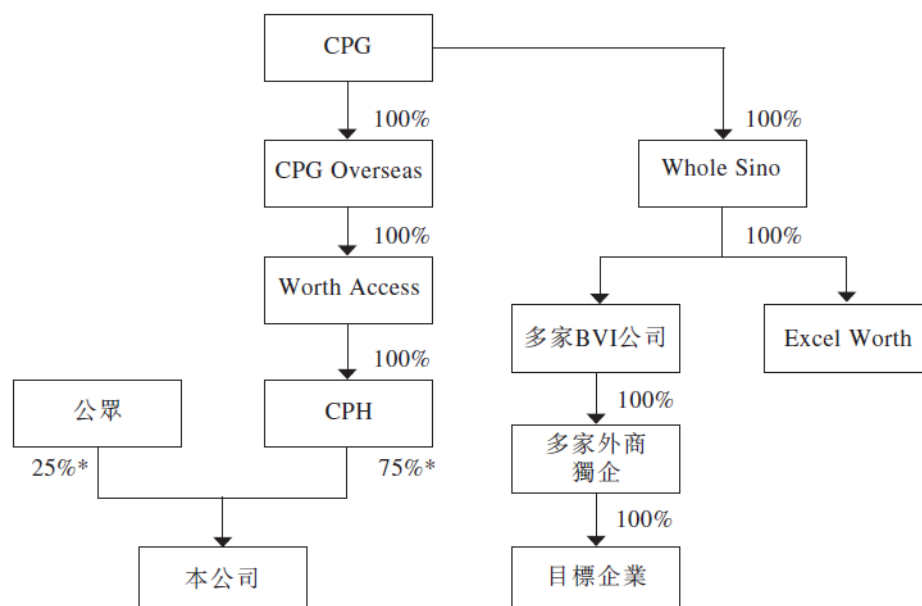 CPG
100%
100%
CPG Overseas
Whole Sino
100%
100%
Worth Access
多家BVI公司
Excel Worth
100%
100%
公眾
CPH
多家外商
獨企
25%*
75%*
100%
本公司
目標企業